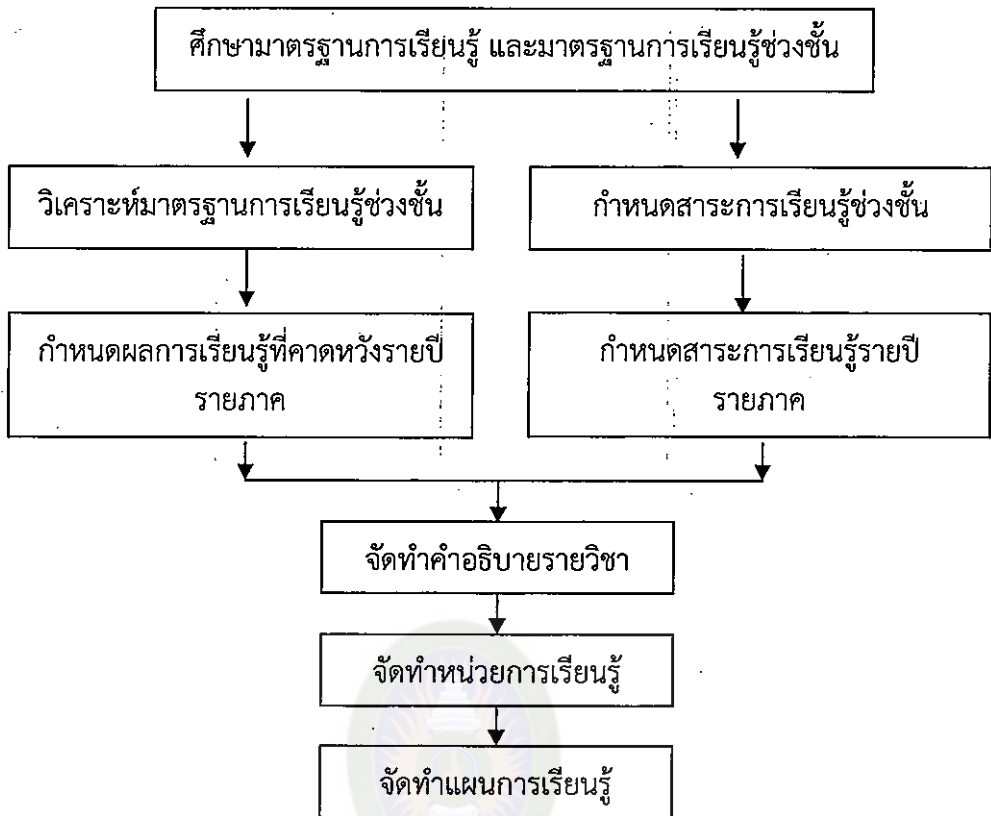 ศึกษามาตรฐานการเรียนรู้ และมาตรฐานการเรียนรู้ช่วงชั้น
วิเคราะห์มาตรฐานการเรียนรู้ช่วงชั้น
กำหนดสาระการเรียนรู้ช่วงชั้น
กำหนดผลการเรียนรู้ที่คาดหวังรายปี
รายภาค
กำหนดสาระการเรียนรู้รายปี
รายภาค
จัดทำคำอธิบายรายวิชา
จัดทำหน่วยการเรียนรู้
จัดทำแผนการเรียนรู้